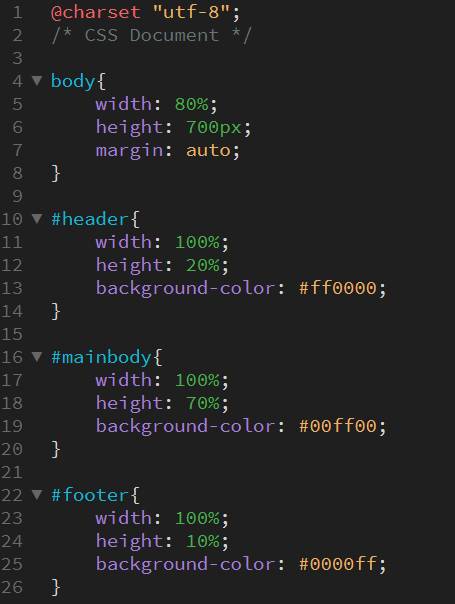 1 @charset "utf-8";
2 /* CSS Document */
3
4 ▼ body{
5     width: 80%;
6     height: 700px;
7     margin: auto;
8 }
9
10 ▼ #header{
11     width: 100%;
12     height: 20%;
13     background-color: #ff0000;
14 }
15
16 ▼ #mainbody{
17     width: 100%;
18     height: 70%;
19     background-color: #00ff00;
20 }
21
22 ▼ #footer{
23     width: 100%;
24     height: 10%;
25     background-color: #0000ff;
26 }